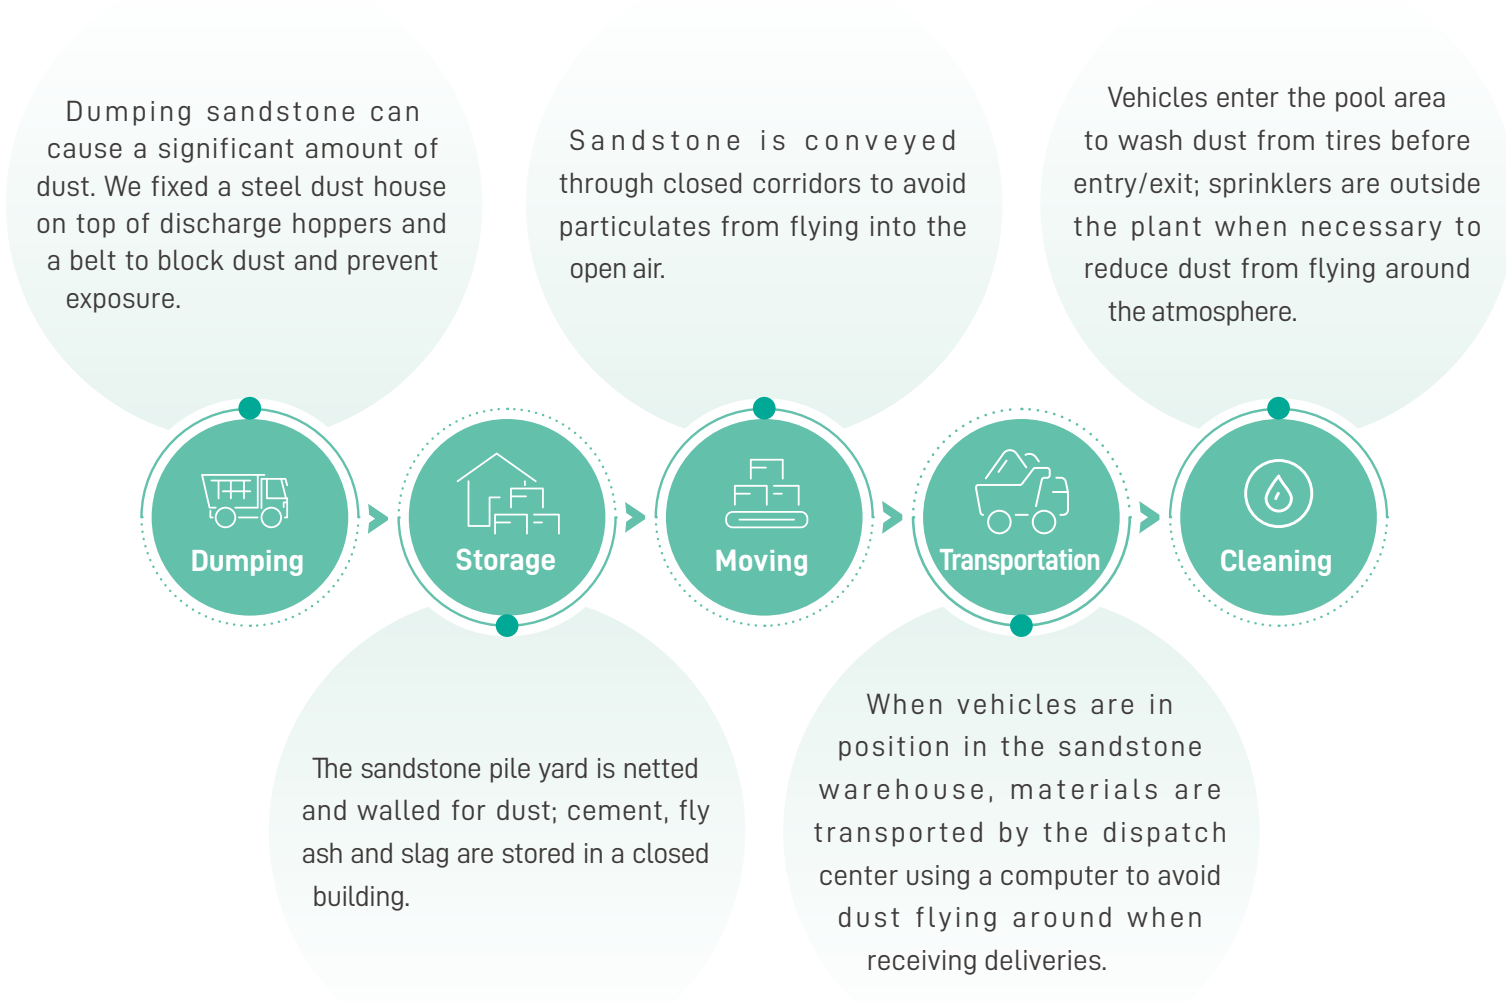 Dumping sandstone can
cause a significant amount of
dust. We fixed a steel dust house
on top of discharge hoppers and
a belt to block dust and prevent
exposure.
Sandstone is conveyed
through closed corridors to avoid
particulates from flying into the
open air.
Vehicles enter the pool area
to wash dust from tires before
entry/exit; sprinklers are outside
the plant when necessary to
reduce dust from flying around
the atmosphere.
Dumping
Storage
Moving
Transportation
Cleaning
The sandstone pile yard is netted
and walled for dust; cement, fly
ash and slag are stored in a closed
building.
When vehicles are in
position in the sandstone
warehouse, materials are
transported by the dispatch
center using a computer to avoid
dust flying around when
receiving deliveries.